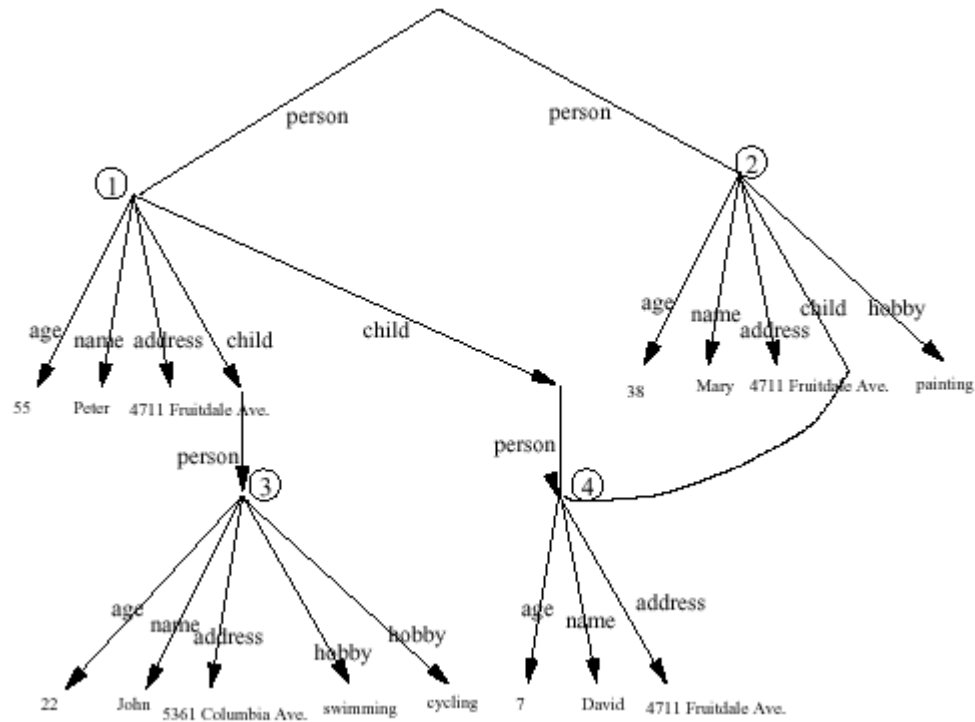 person
person
1
2
age
name
address
child
child
age
name
address
child
hobby
55
Peter
4711 Fruitdale Ave.
38
Mary
4711 Fruitdale Ave.
painting
person
person
3
4
age
name
address
hobby
hobby
age
name
address
22
John
5361 Columbia Ave.
swimming
cycling
7
David
4711 Fruitdale Ave.